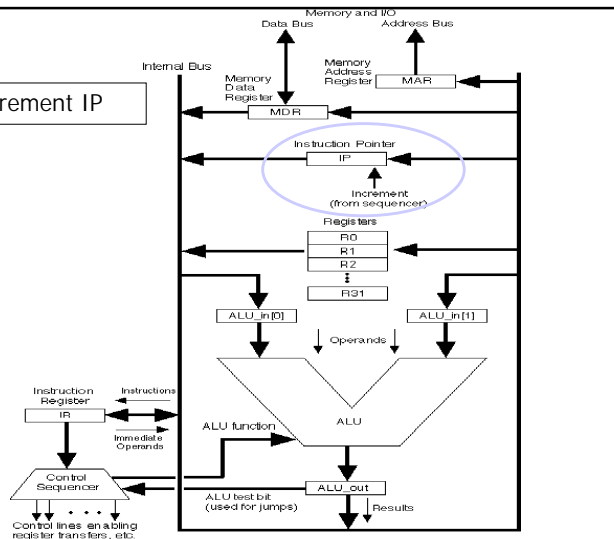 Memory and I/O
Data Bus
Address Bus
Internal Bus
Memory
Data
Register
MDR
Memory
Address
Register
MAR
rement IP
Instruction Pointer
IP
Increment
(from sequencer)
Registers
R0
R1
R2
R31
ALU_in[0]
ALU_in[1]
Operands
Instruction
Register
IR
Instructions
Immediate
Operands
ALU function
ALU
Control
Sequencer
ALU test bit
(used for jumps)
ALU_out
Results
Control lines enabling
register transfers, etc.